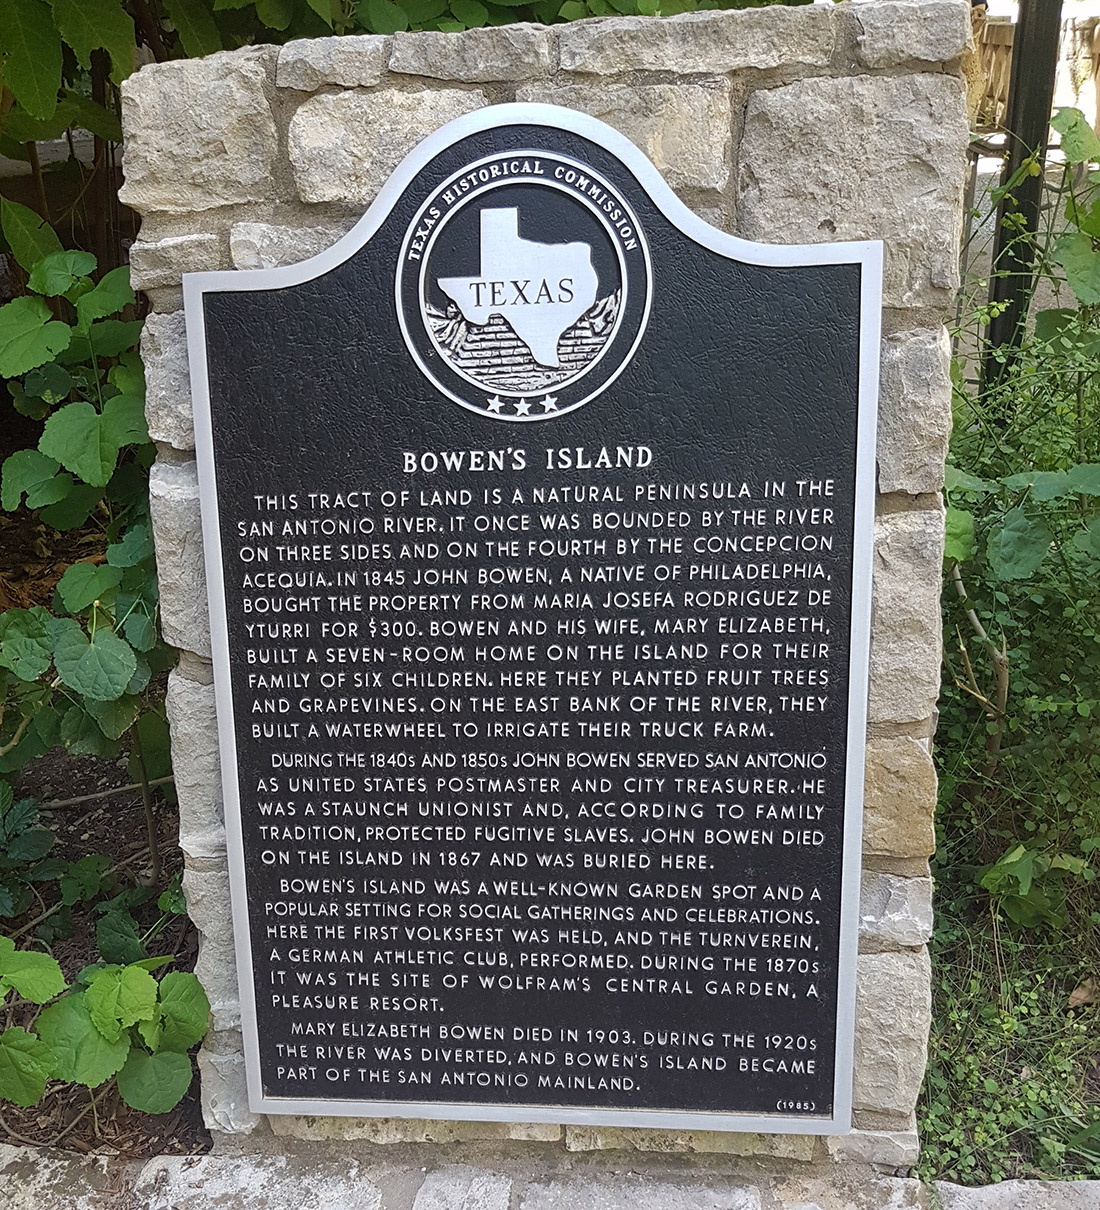 TEXAS HISTORICAL COMMISSION
TEXAS
BOWEN'S ISLAND
THIS TRACT OF LAND IS A NATURAL PENINSULA IN THE
SAN ANTONIO RIVER. IT ONCE WAS BOUNDED BY THE RIVER
ON THREE SIDES AND ON THE FOURTH BY THE CONCEPCION
ACEQUIA. IN 1845 JOHN BOWEN, A NATIVE OF PHILADELPHIA,
BOUGHT THE PROPERTY FROM MARIA JOSEFA RODRIGUEZ DE
YTURRI FOR $300. BOWEN AND HIS WIFE, MARY ELIZABETH,
BUILT A SEVEN-ROOM HOME ON THE ISLAND FOR THEIR
FAMILY OF SIX CHILDREN. HERE THEY PLANTED FRUIT TREES
AND GRAPEVINES. ON THE EAST BANK OF THE RIVER, THEY
BUILT A WATERWHEEL TO IRRIGATE THEIR TRUCK FARM.
DURING THE 1840s AND 1850s JOHN BOWEN SERVED SAN ANTONIO
AS UNITED STATES POSTMASTER AND CITY TREASURER. HE
WAS A STAUNCH UNIONIST AND, ACCORDING TO FAMILY
TRADITION, PROTECTED FUGITIVE SLAVES. JOHN BOWEN DIED
ON THE ISLAND IN 1867 AND WAS BURIED HERE.
BOWEN'S ISLAND WAS A WELL-KNOWN GARDEN SPOT AND A
POPULAR SETTING FOR SOCIAL GATHERINGS AND CELEBRATIONS.
HERE THE FIRST VOLKSFEST WAS HELD, AND THE TURNVEREIN,
A GERMAN ATHLETIC CLUB, PERFORMED. DURING THE 1870s
IT WAS THE SITE OF WOLFRAM'S CENTRAL GARDEN, A
PLEASURE RESORT.
MARY ELIZABETH BOWEN DIED IN 1903. DURING THE 1920s
THE RIVER WAS DIVERTED, AND BOWEN'S ISLAND BECAME
PART OF THE SAN ANTONIO MAINLAND.
(1985)